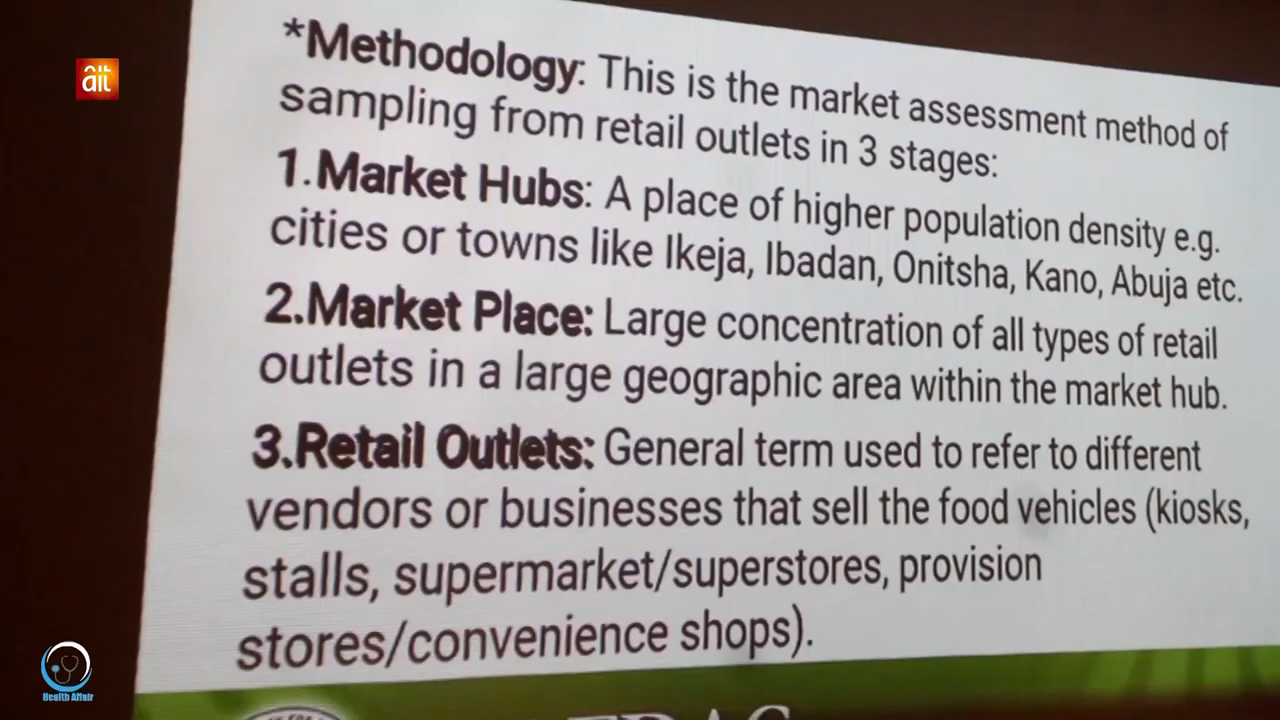 *Methodology: This is the market assessment method of
sampling from retail outlets in 3 stages:
1.Market Hubs: A place of higher population density e.g.
cities or towns like Ikeja, Ibadan, Onitsha, Kano, Abuja etc.
2.Market Place: Large concentration of all types of retail
outlets in a large geographic area within the market hub.
3.Retail Outlets: General term used to refer to different
vendors or businesses that sell the food vehicles (kiosks,
stalls, supermarket/superstores, provision
stores/convenience shops).
ait
Health Affair